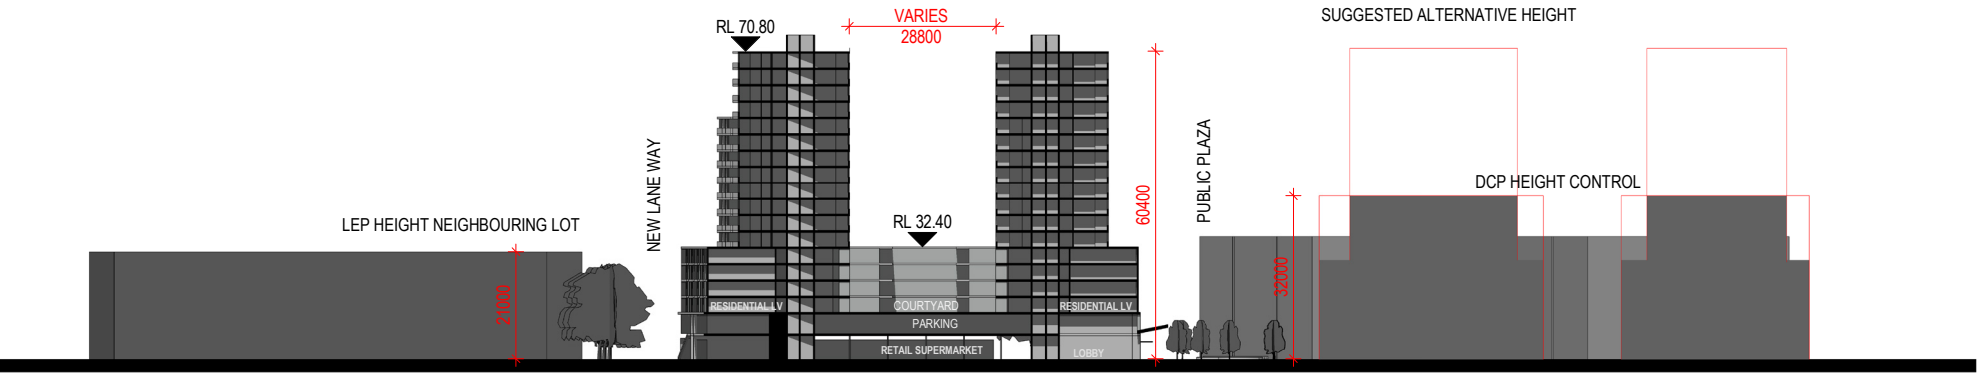 SUGGESTED ALTERNATIVE HEIGHT
VARIES
28800
RL 70.80
NEW LANE WAY
PUBLIC PLAZA
60400
DCP HEIGHT CONTROL
LEP HEIGHT NEIGHBOURING LOT
RL 32.40
21000
32000
RESIDENTIAL LV
COURTYARD
RESIDENTIAL LV
PARKING
RETAIL SUPERMARKET
LOBBY